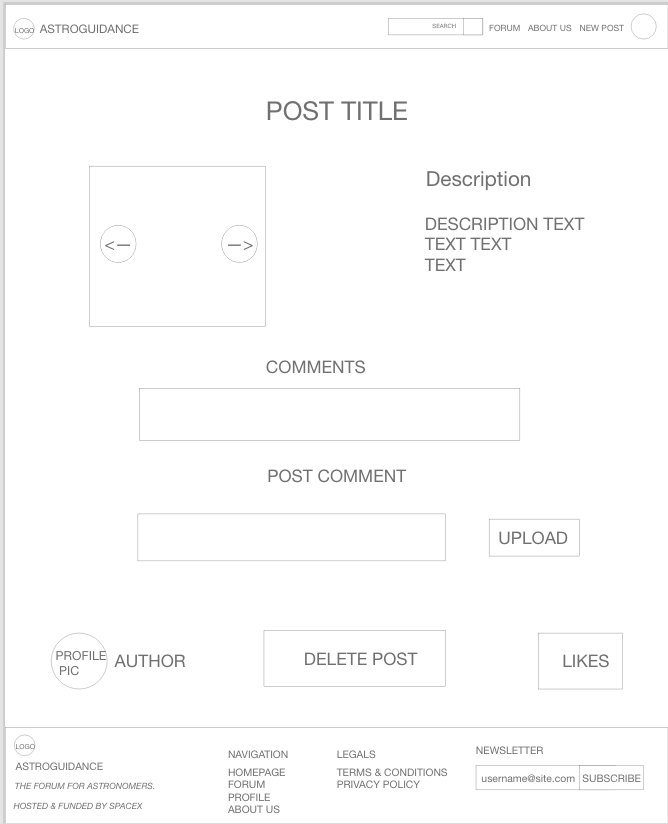 LOGO ASTROGUIDANCE SEARCH FORUM ABOUT US NEW POST
POST TITLE
<— —>
Description
DESCRIPTION TEXT
TEXT TEXT
TEXT
COMMENTS
POST COMMENT
UPLOAD
PROFILE
PIC
AUTHOR
DELETE POST
LIKES
LOGO
ASTROGUIDANCE
THE FORUM FOR ASTRONOMERS.
HOSTED & FUNDED BY SPACEX
NAVIGATION
HOMEPAGE
FORUM
PROFILE
ABOUT US
LEGALS
TERMS & CONDITIONS
PRIVACY POLICY
NEWSLETTER
username@site.com SUBSCRIBE